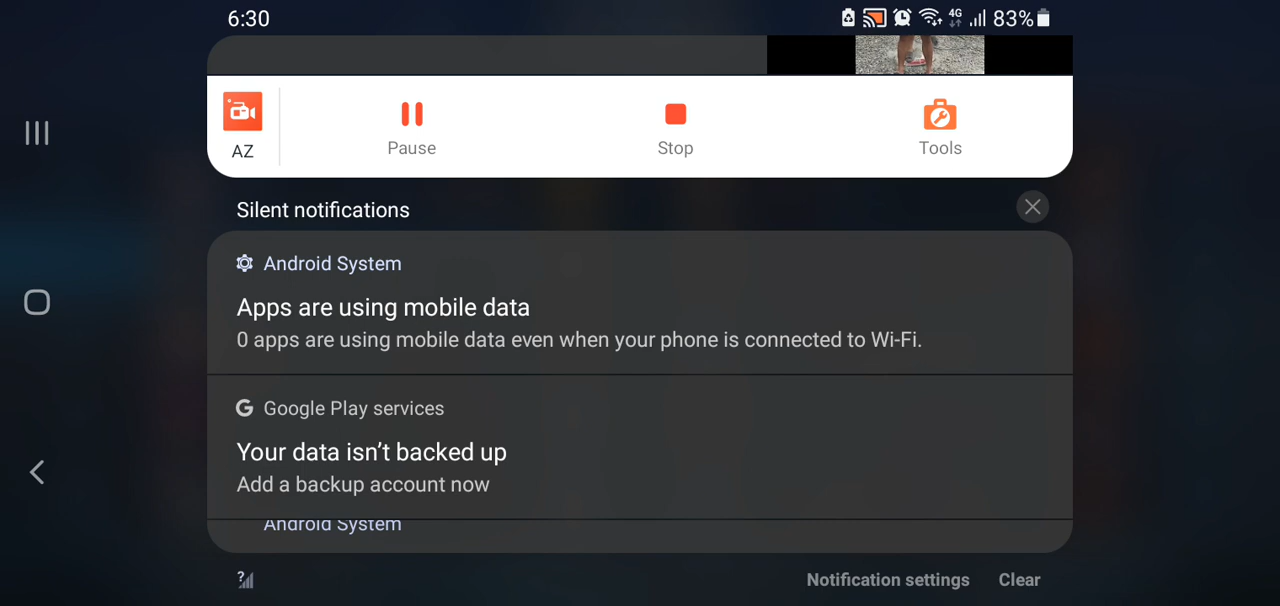 6:30
4G
83%
AZ
Pause
Stop
Tools
Silent notifications
Android System
Apps are using mobile data
0 apps are using mobile data even when your phone is connected to Wi-Fi.
Google Play services
Your data isn't backed up
Add a backup account now
Android System
Notification settings
Clear